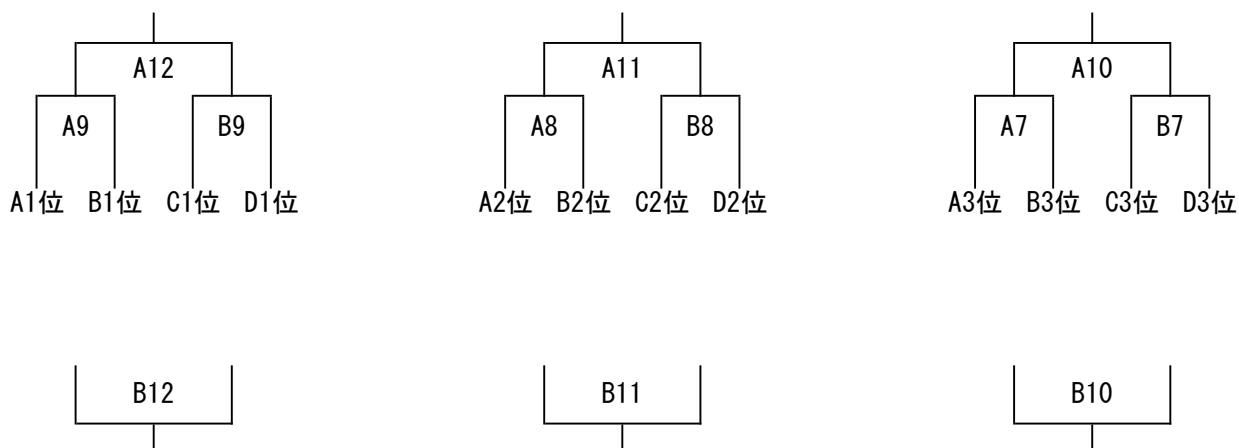 A12 A11 A10
A9 B9 A8 B8 A7 B7
A1位 B1位 C1位 D1位 A2位 B2位 C2位 D2位 A3位 B3位 C3位 D3位
B12 B11 B10